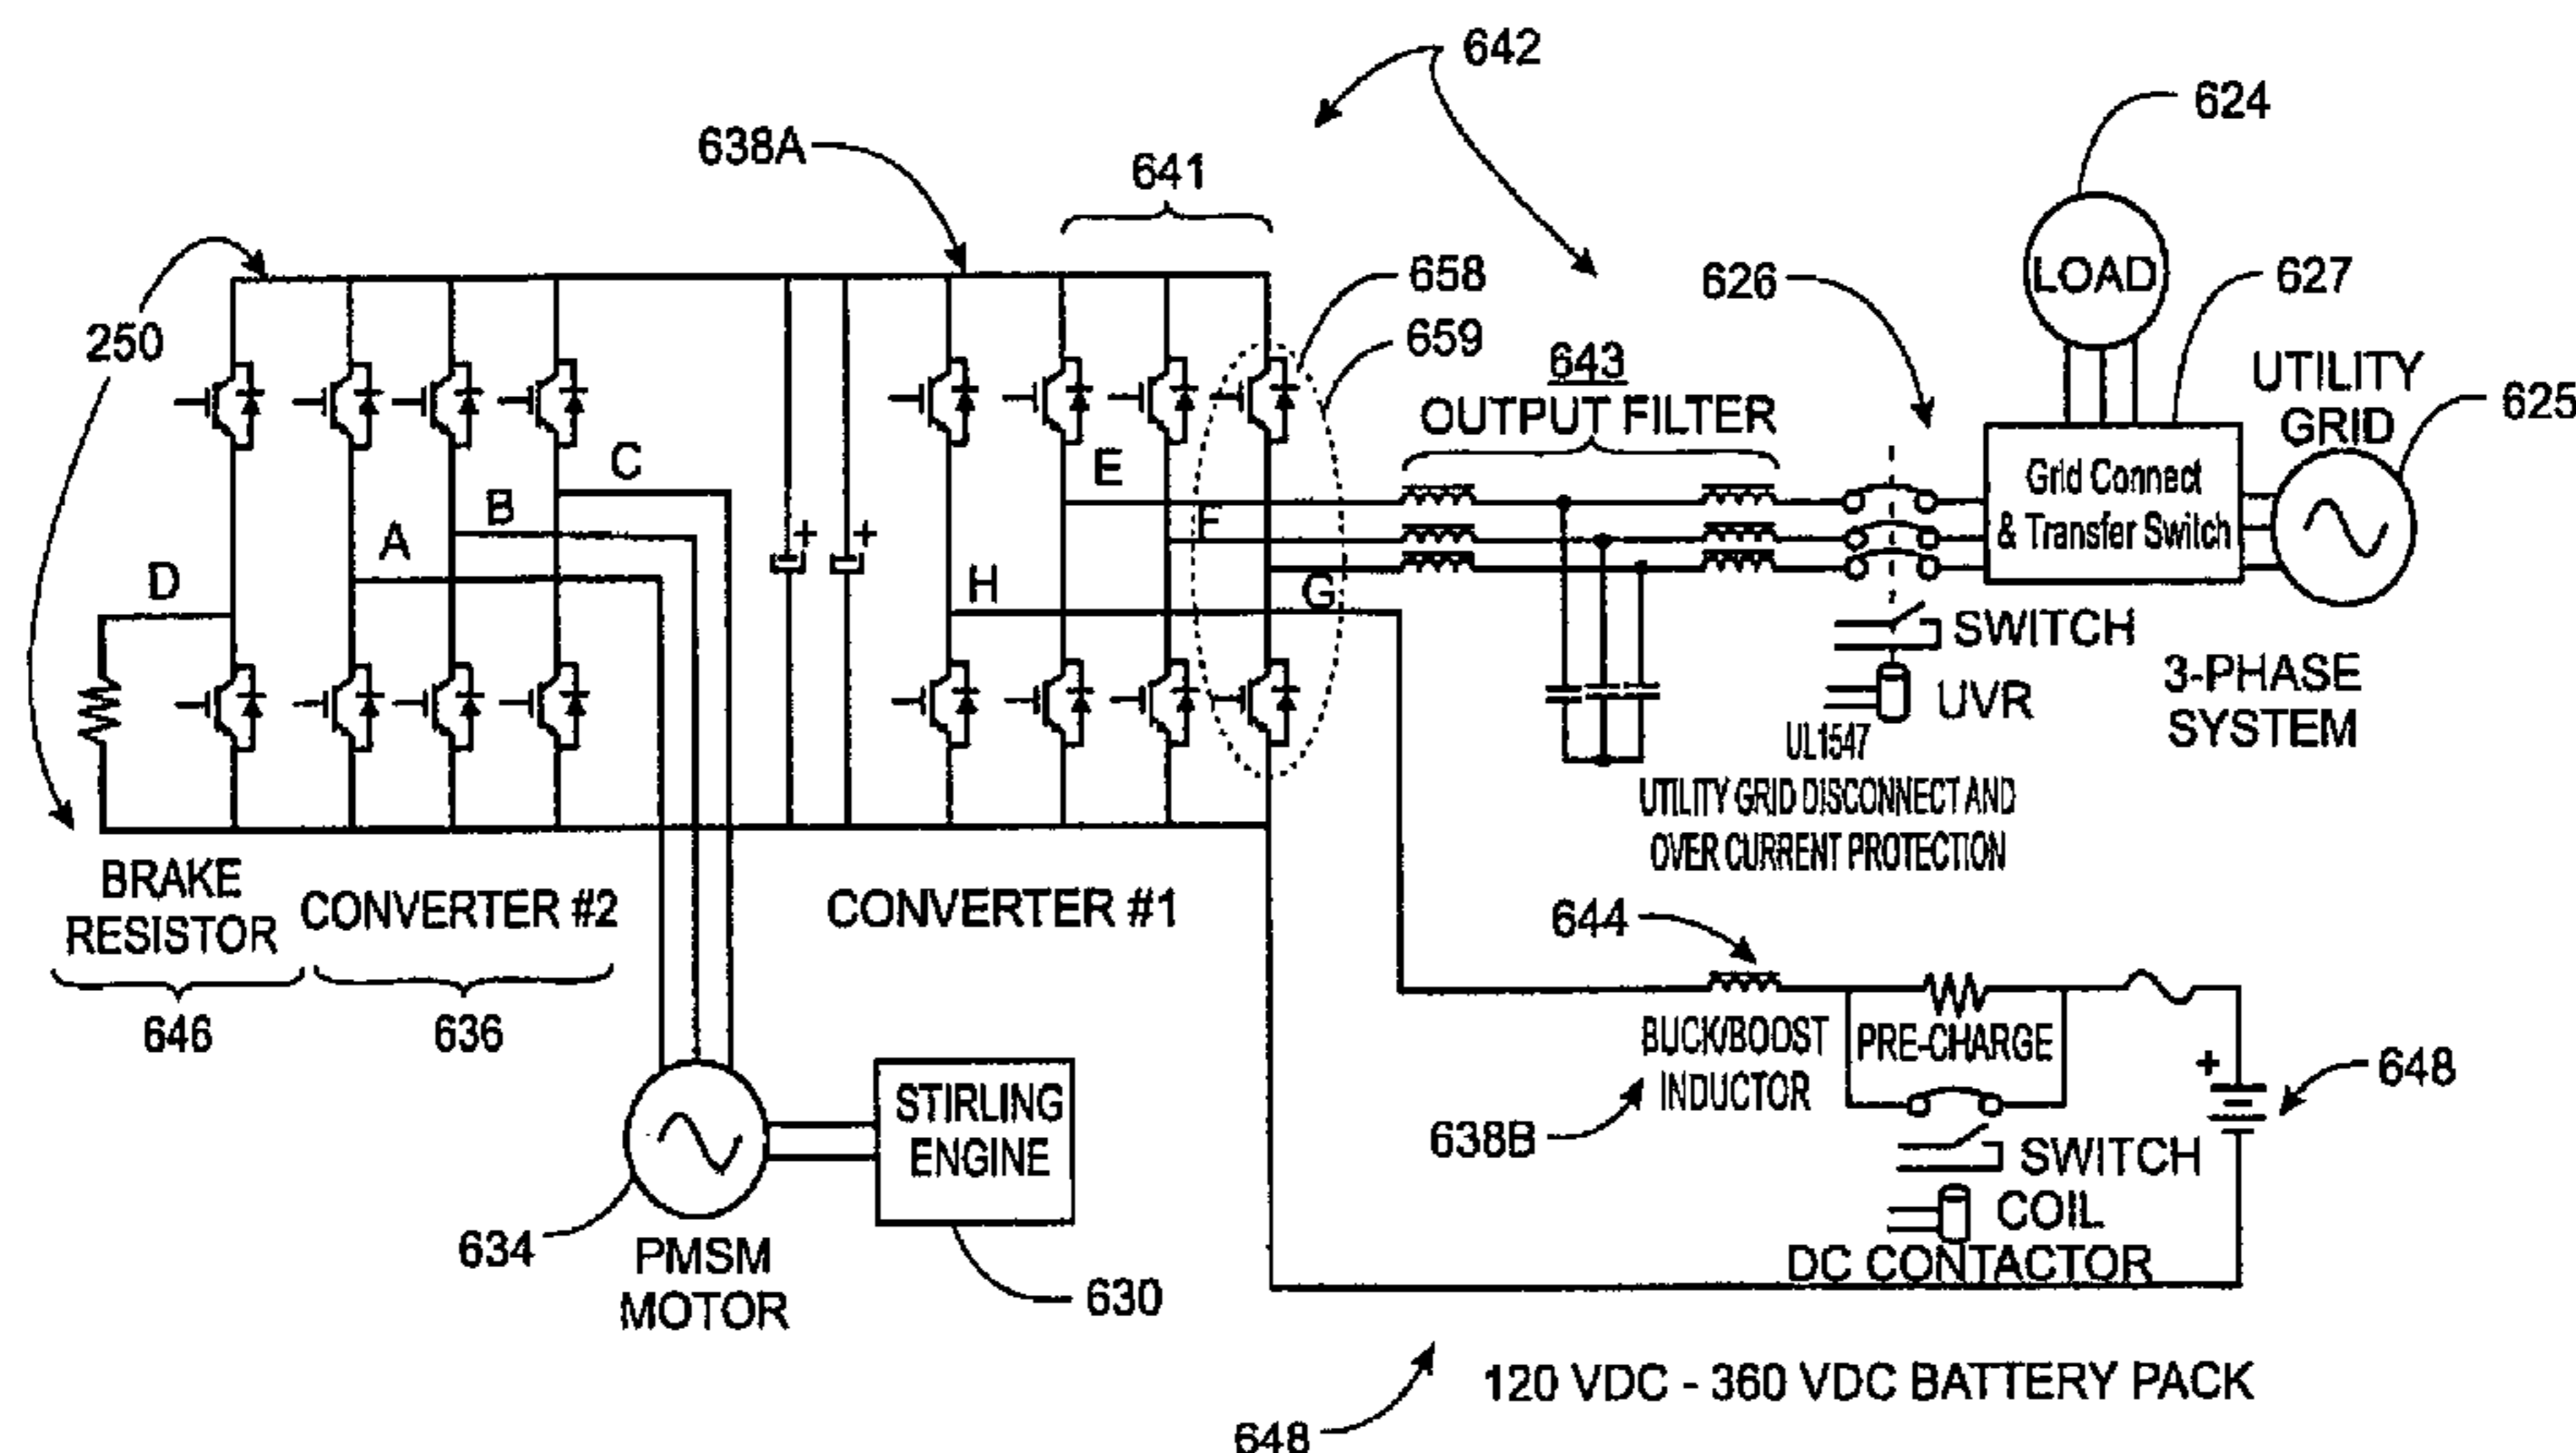 642
624
638A
641
658
626
627
250
659
643
OUTPUT FILTER
LOAD
UTILITY
GRID
625
Grid Connect
& Transfer Switch
C
B
A
D
E
F
G
H
SWITCH
UVR
3-PHASE
SYSTEM
UL1547
UTILITY GRID DISCONNECT AND
OVER CURRENT PROTECTION
BRAKE
RESISTOR
CONVERTER #2
CONVERTER #1
646
636
644
BUCK/BOOST
INDUCTOR
PRE-CHARGE
638B
+
+
+
648
STIRLING
ENGINE
SWITCH
COIL
DC CONTACTOR
634
PMSM
MOTOR
630
120 VDC - 360 VDC BATTERY PACK
648